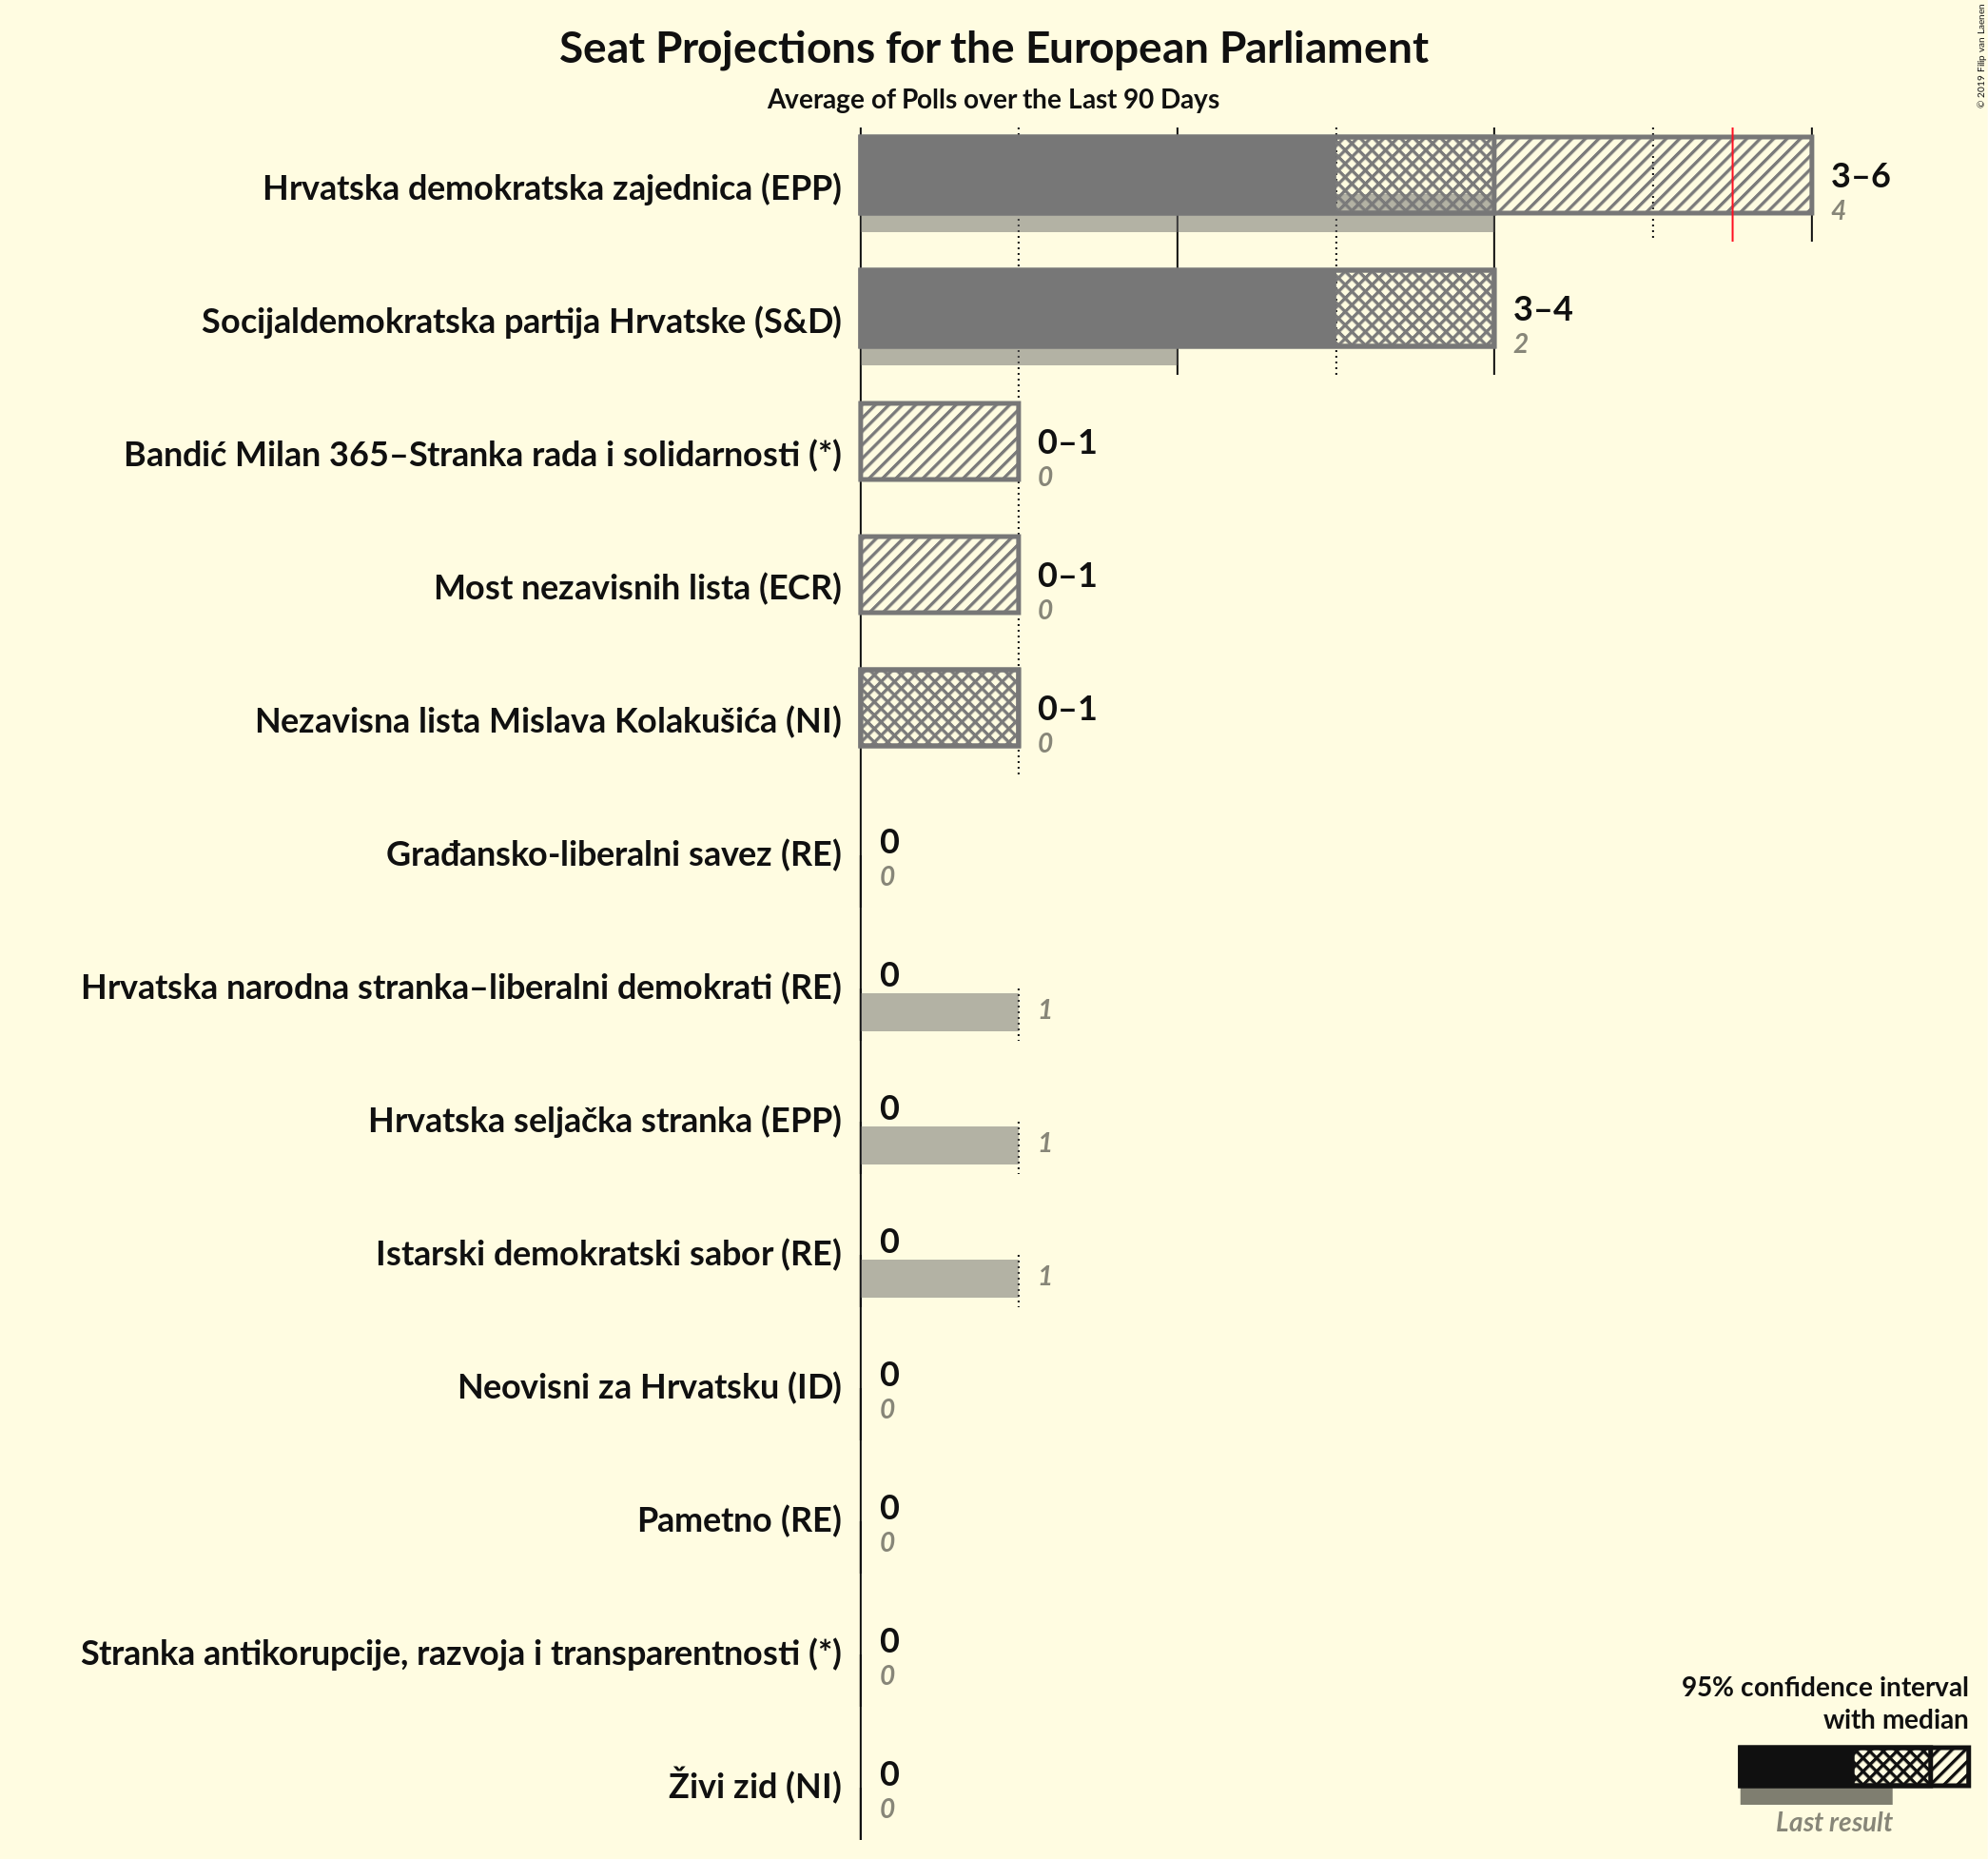 © 2019 Filip van Laenen
Seat Projections for the European Parliament
Average of Polls over the Last 90 Days
Hrvatska demokratska zajednica (EPP)
3–6
4
Socijaldemokratska partija Hrvatske (S&D)
3–4
2
Bandić Milan 365–Stranka rada i solidarnosti (*)
0–1
0
Most nezavisnih lista (ECR)
0–1
0
Nezavisna lista Mislava Kolakušića (NI)
0–1
0
Građansko-liberalni savez (RE)
0
0
Hrvatska narodna stranka–liberalni demokrati (RE)
0
1
Hrvatska seljačka stranka (EPP)
0
1
Istarski demokratski sabor (RE)
0
1
Neovisni za Hrvatsku (ID)
0
0
Pametno (RE)
0
0
Stranka antikorupcije, razvoja i transparentnosti (*)
0
0
Živi zid (NI)
0
0
95% confidence interval
with median
Last result